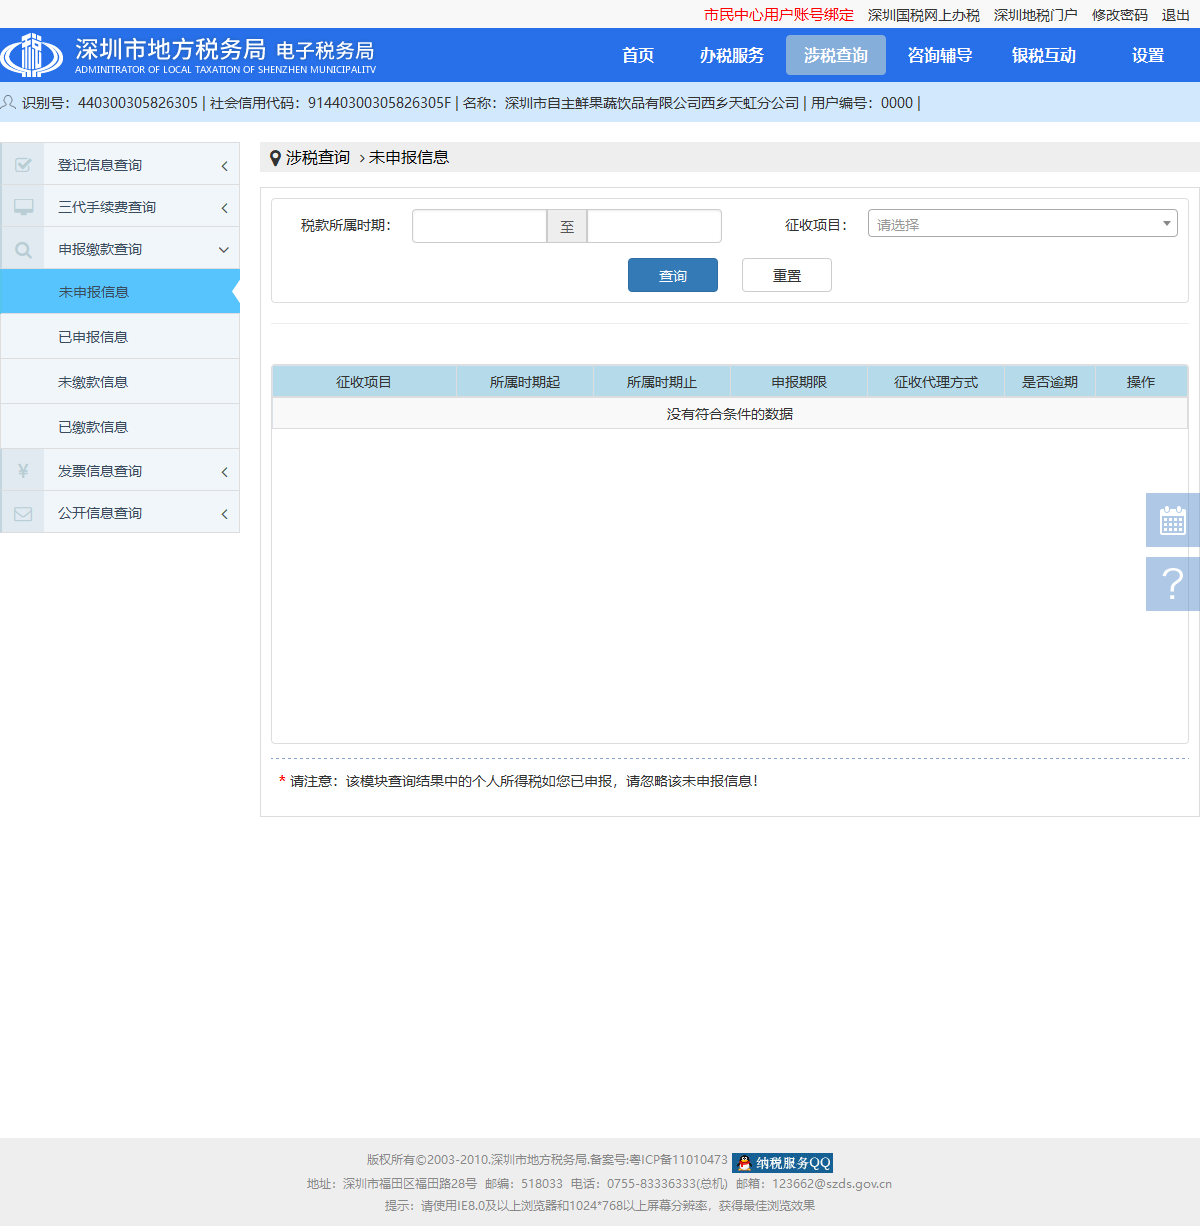 市民中心用户账号绑定 深圳国税网上办税 深圳地税门户 修改密码 退出
深圳市地方税务局 电子税务局
ADMINITRATOR OF LOCAL TAXATION OF SHENZHEN MUNICIPALITV
首页 办税服务 涉税查询 咨询辅导 银税互动 设置
识别号：440300305826305 | 社会信用代码：91440300305826305F | 名称：深圳市自主鲜果蔬饮品有限公司西乡天虹分公司 | 用户编号：0000 |
登记信息查询
三代手续费查询
申报缴款查询
未申报信息
已申报信息
未缴款信息
已缴款信息
¥ 发票信息查询
公开信息查询
涉税查询 › 未申报信息
税款所属时期： 至 征收项目： 请选择
查询 重置
征收项目 所属时期起 所属时期止 申报期限 征收代理方式 是否逾期 操作
没有符合条件的数据
?
* 请注意：该模块查询结果中的个人所得税如您已申报，请忽略该未申报信息！
版权所有©2003-2010.深圳市地方税务局.备案号:粤ICP备11010473 纳税服务QQ
地址：深圳市福田区福田路28号 邮编：518033 电话：0755-83336333(总机) 邮箱：123662@szds.gov.cn
提示：请使用IE8.0及以上浏览器和1024*768以上屏幕分辨率，获得最佳浏览效果